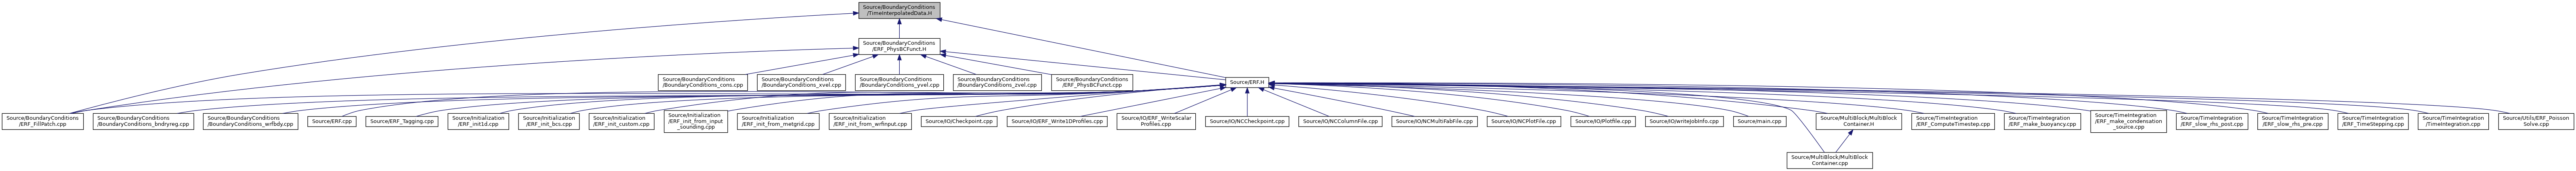 Source/BoundaryConditions
/TimeInterpolatedData.H
Source/BoundaryConditions
/ERF_PhysBCFunct.H
Source/BoundaryConditions
/BoundaryConditions_cons.cpp
Source/BoundaryConditions
/BoundaryConditions_xvel.cpp
Source/BoundaryConditions
/BoundaryConditions_yvel.cpp
Source/BoundaryConditions
/BoundaryConditions_zvel.cpp
Source/BoundaryConditions
/ERF_PhysBCFunct.cpp
Source/ERF.H
Source/BoundaryConditions
/ERF_FillPatch.cpp
Source/BoundaryConditions
/BoundaryConditions_bndryreg.cpp
Source/BoundaryConditions
/BoundaryConditions_wrfbdy.cpp
Source/ERF.cpp
Source/ERF_Tagging.cpp
Source/Initialization
/ERF_init1d.cpp
Source/Initialization
/ERF_init_bcs.cpp
Source/Initialization
/ERF_init_custom.cpp
Source/Initialization
/ERF_init_from_input
_sounding.cpp
Source/Initialization
/ERF_init_from_metgrid.cpp
Source/Initialization
/ERF_init_from_wrfinput.cpp
Source/IO/Checkpoint.cpp
Source/IO/ERF_Write1DProfiles.cpp
Source/IO/ERF_WriteScalar
Profiles.cpp
Source/IO/NCCheckpoint.cpp
Source/IO/NCColumnFile.cpp
Source/IO/NCMultiFabFile.cpp
Source/IO/NCPlotFile.cpp
Source/IO/Plotfile.cpp
Source/IO/writeJobInfo.cpp
Source/main.cpp
Source/MultiBlock/MultiBlock
Container.H
Source/TimeIntegration
/ERF_ComputeTimestep.cpp
Source/TimeIntegration
/ERF_make_buoyancy.cpp
Source/TimeIntegration
/ERF_make_condensation
_source.cpp
Source/TimeIntegration
/ERF_slow_rhs_post.cpp
Source/TimeIntegration
/ERF_slow_rhs_pre.cpp
Source/TimeIntegration
/ERF_TimeStepping.cpp
Source/TimeIntegration
/TimeIntegration.cpp
Source/Utils/ERF_Poisson
Solve.cpp
Source/MultiBlock/MultiBlock
Container.cpp